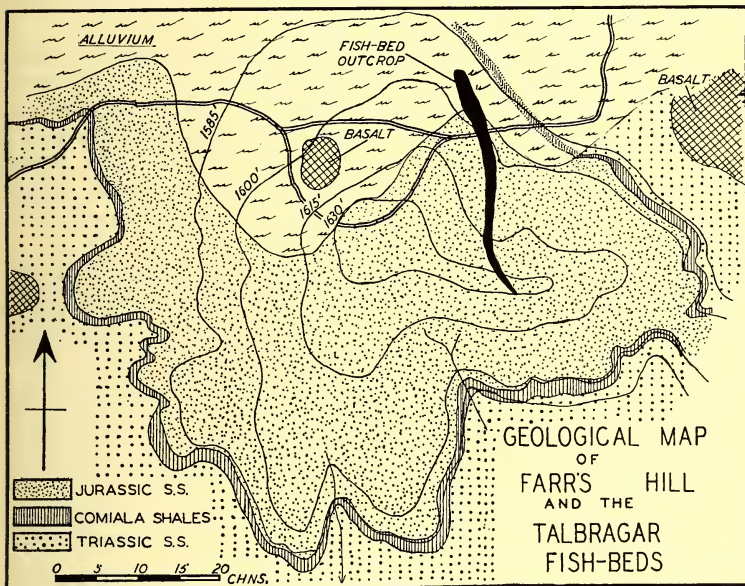 ALLUVIUM
FISH-BED
OUTCROP
BASALT
BASALT
1585'
1600'
1615'
1630'
JURASSIC S.S.
COMIALA SHALES
TRIASSIC S.S.
0 5 10 15 20 CHNS.
GEOLOGICAL MAP
OF
FARR'S HILL
AND THE
TALBRAGAR
FISH-BEDS